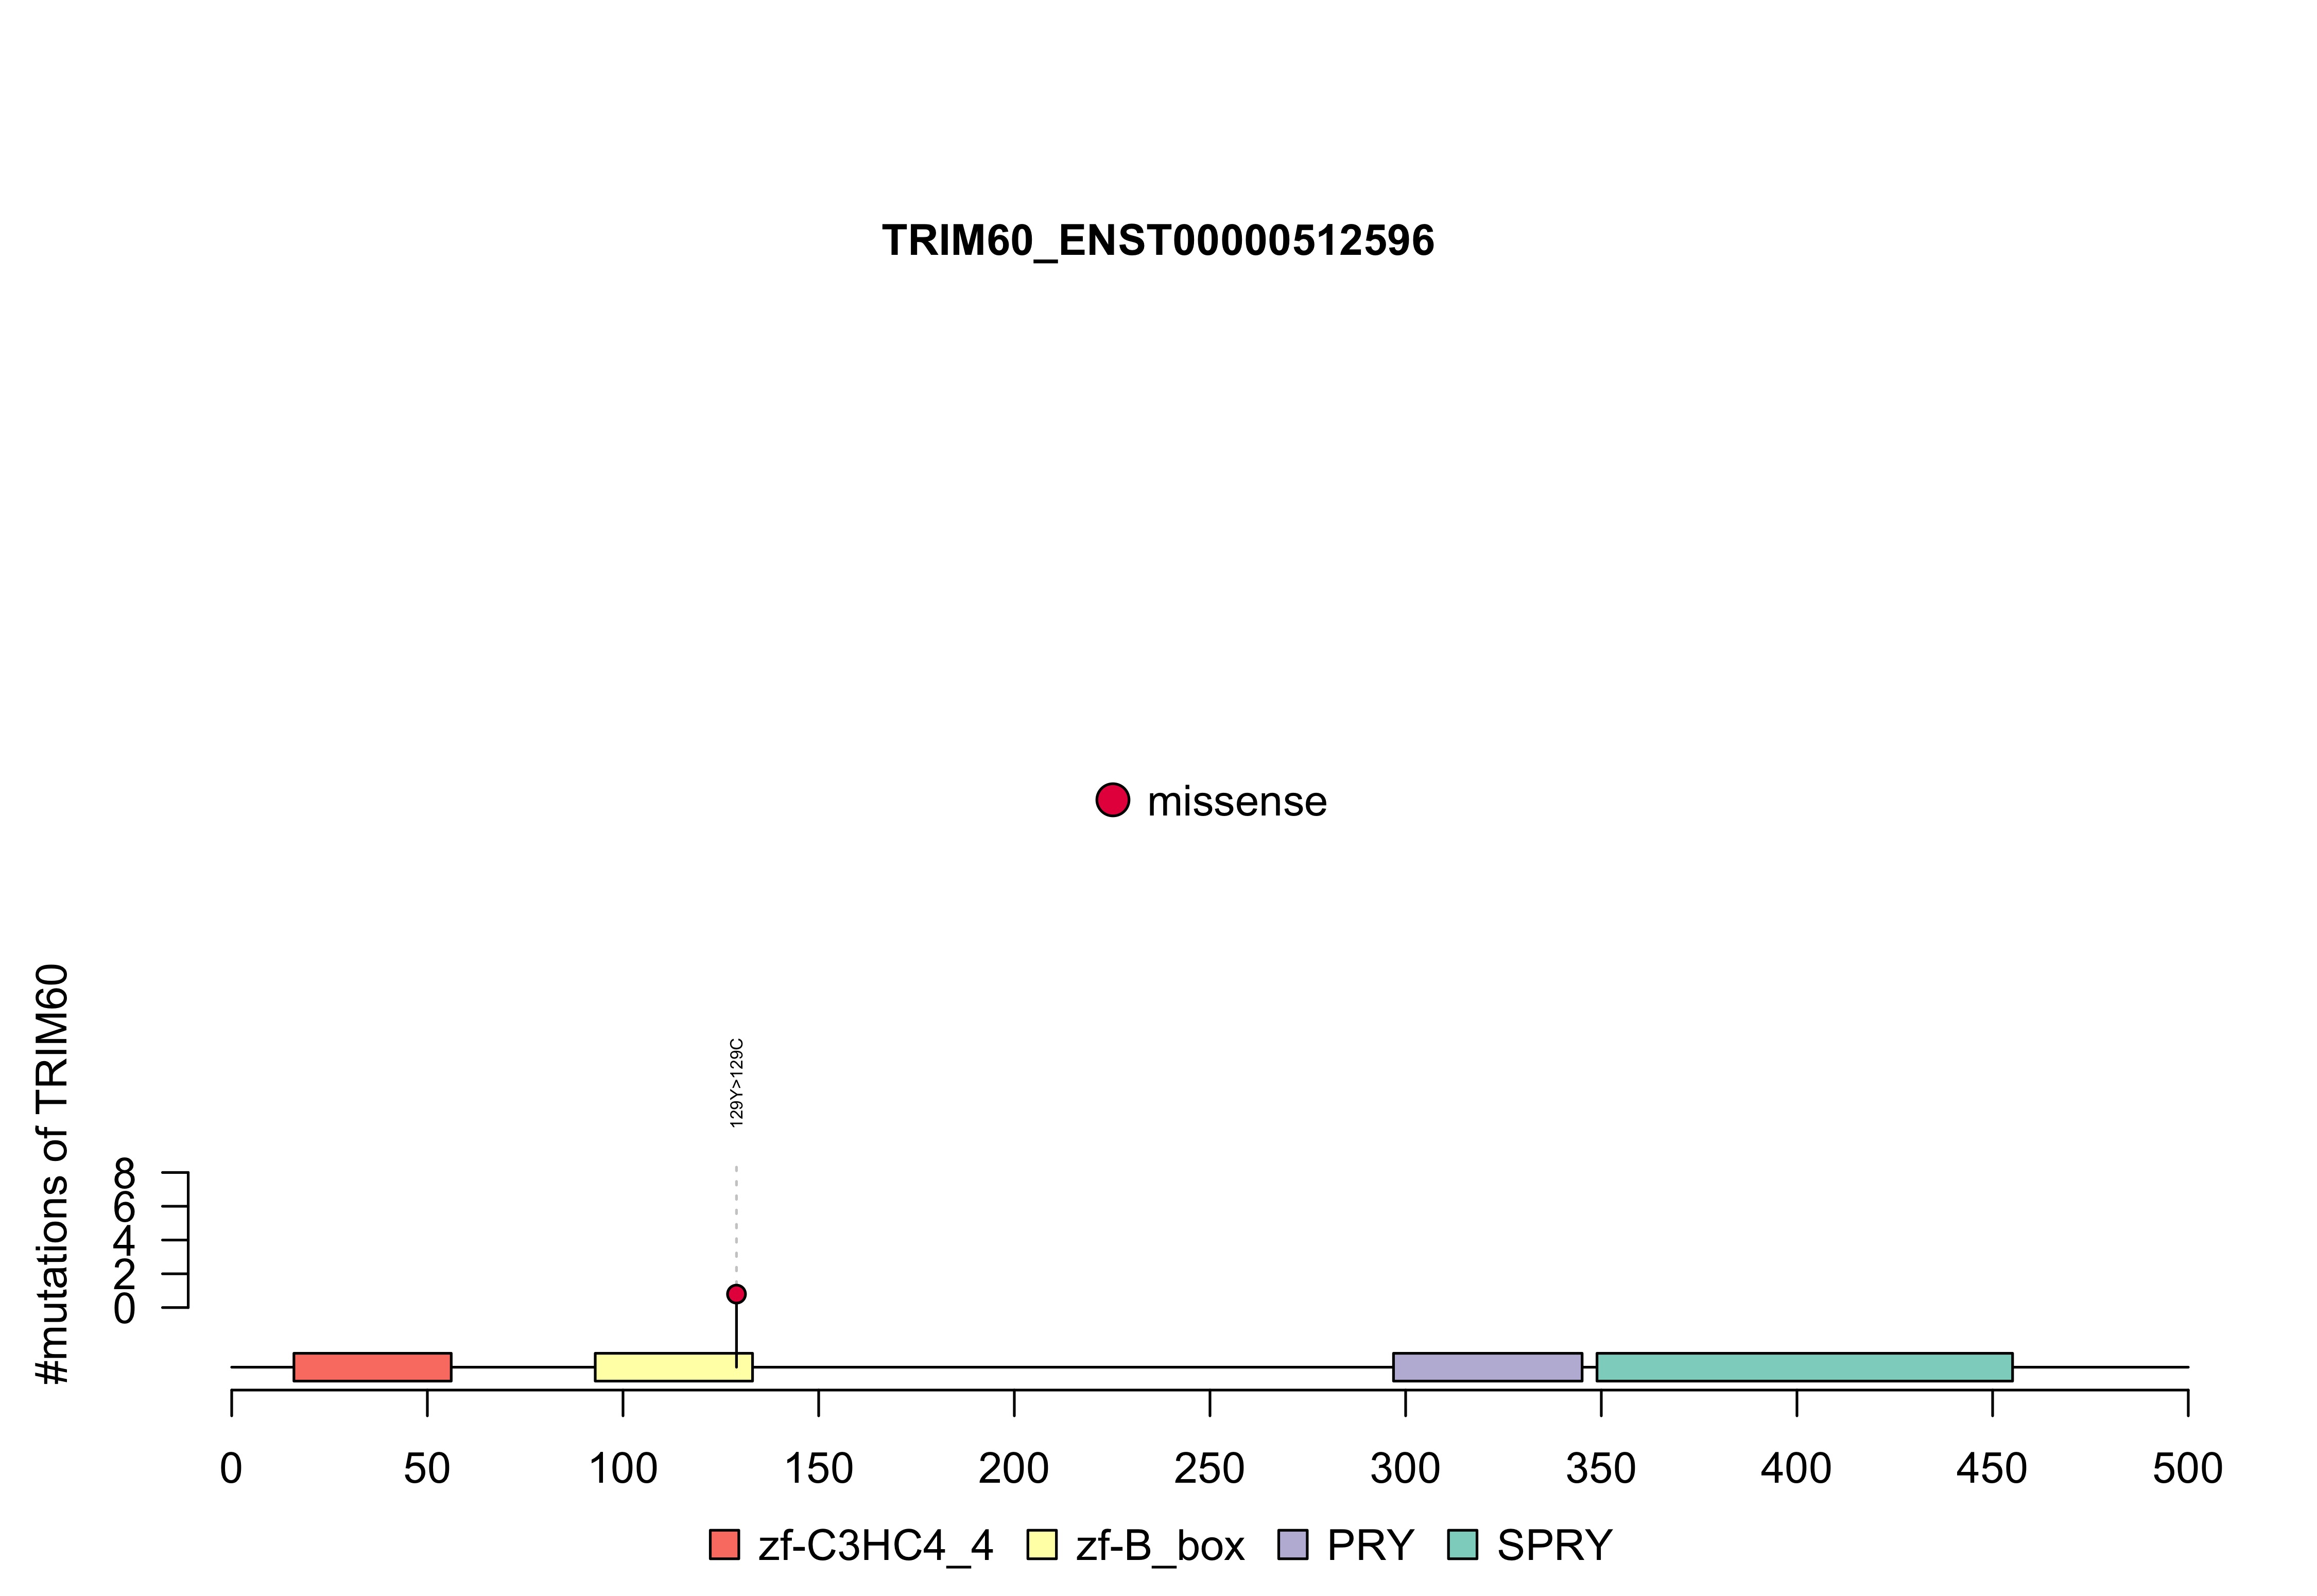 TRIM60_ENST00000512596
missense
#mutations of TRIM60
129Y>129C
8
6
4
2
0
0 50 100 150 200 250 300 350 400 450 500
zf-C3HC4_4 zf-B_box PRY SPRY